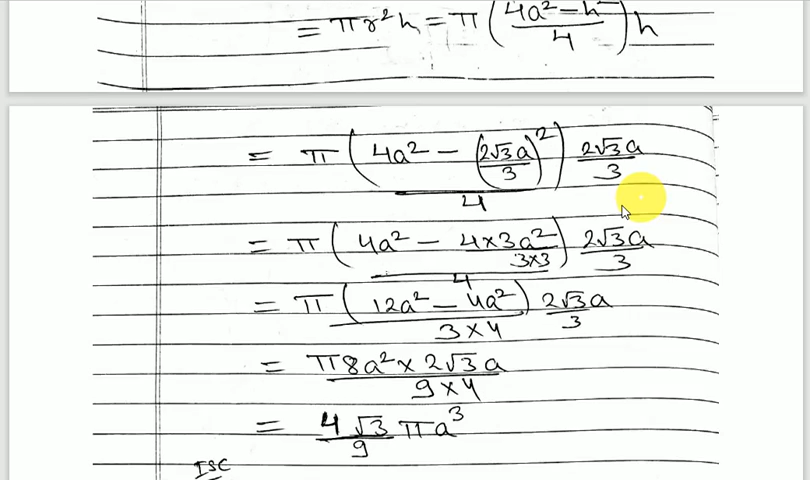 = πr²h = π(4a² – h²/4)h
= π(4a² – (2√3a/3)²/4) 2√3a/3
= π(4a² – 4×3a²/3×3/4) 2√3a/3
= π(12a² – 4a²/3×4) 2√3a/3
= π8a² × 2√3a/9×4
= 4√3/9 πa³
ISC